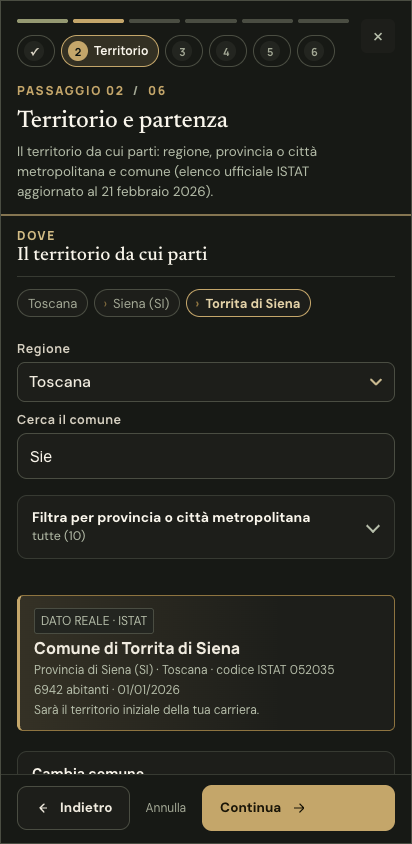 ✓ 2 Territorio 3 4 5 6 ×
PASSAGGIO 02 / 06
Territorio e partenza
Il territorio da cui parti: regione, provincia o città
metropolitana e comune (elenco ufficiale ISTAT
aggiornato al 21 febbraio 2026).
DOVE
Il territorio da cui parti
Toscana › Siena (SI) › Torrita di Siena
Regione
Toscana
Cerca il comune
Sie
Filtra per provincia o città metropolitana
tutte (10)
DATO REALE · ISTAT
Comune di Torrita di Siena
Provincia di Siena (SI) · Toscana · codice ISTAT 052035
6942 abitanti · 01/01/2026
Sarà il territorio iniziale della tua carriera.
Cambia comune
← Indietro Annulla Continua →